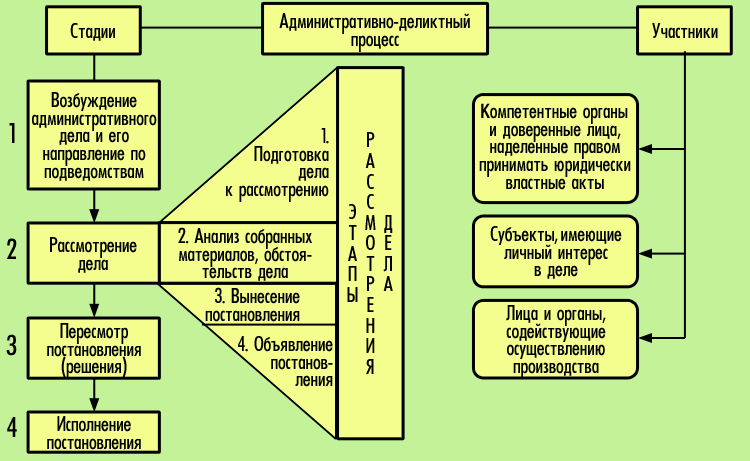 Стадии
Административно-деликтный
процесс
Участники
1
Возбуждение
административного
дела и его
направление по
подведомствам
2
Рассмотрение
дела
3
Пересмотр
постановления
(решения)
4
Исполнение
постановления
1.
Подготовка
дела
к рассмотрению
2. Анализ собранных
материалов, обстоя-
тельств дела
3. Вынесение
постановления
4. Объявление
постанов-
ления
ЭТАПЫ
РАССМОТРЕНИЯ
ДЕЛА
Компетентные органы
и доверенные лица,
наделенные правом
принимать юридически
властные акты
Субъекты, имеющие
личный интерес
в деле
Лица и органы,
содействующие
осуществлению
производства